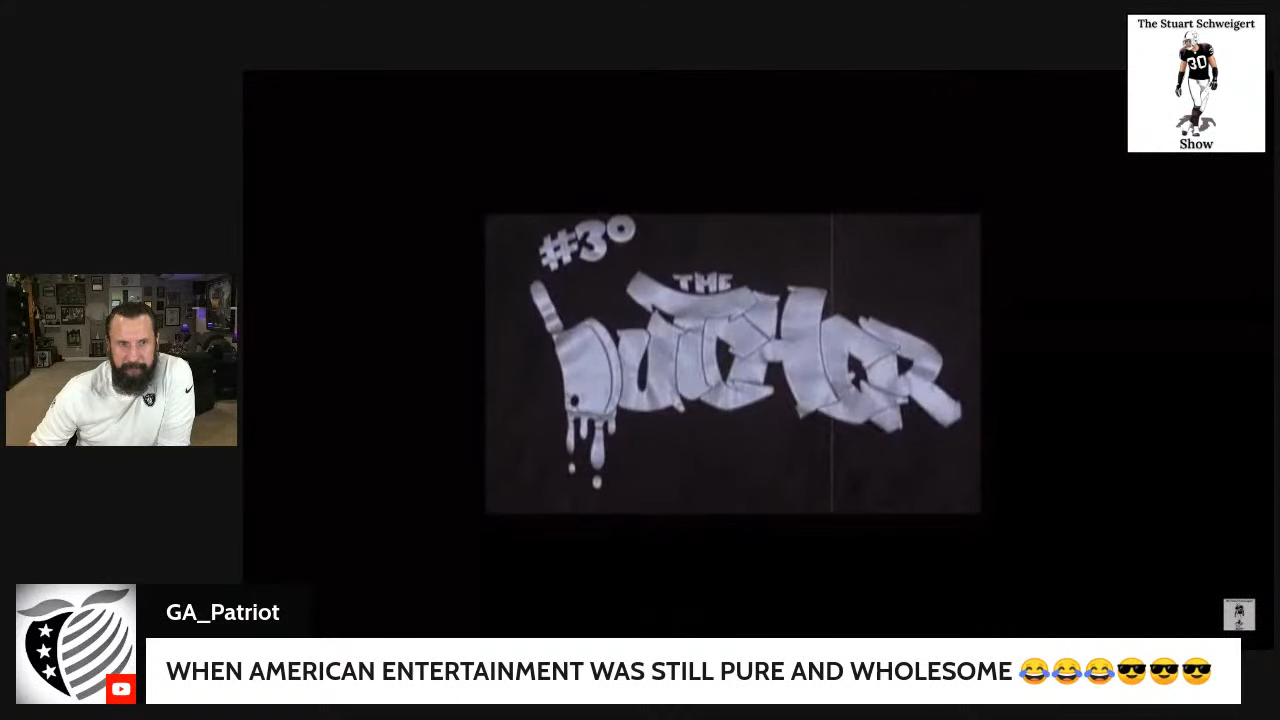 The Stuart Schweigert
30
Show
#30
THE
BUTCHER
GA_Patriot
WHEN AMERICAN ENTERTAINMENT WAS STILL PURE AND WHOLESOME 😂😂😂😎😎😎